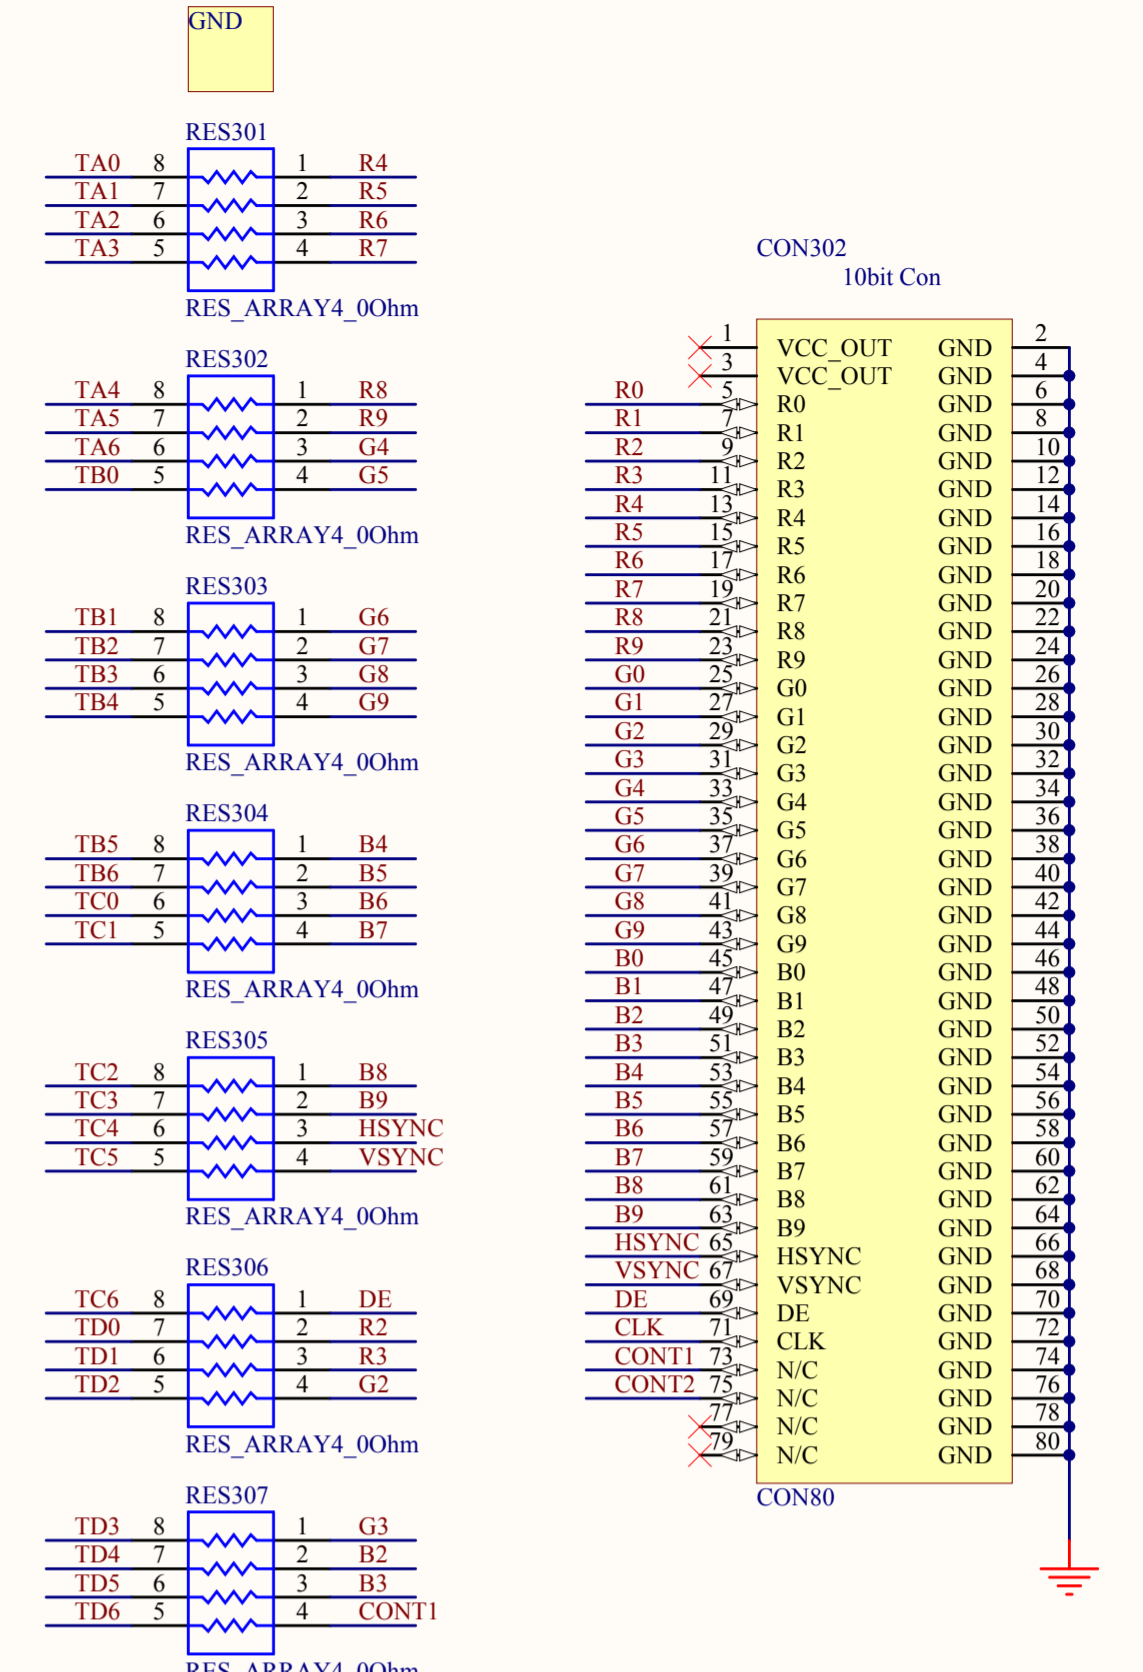 GND
RES301
TA0 8 1 R4
TA1 7 2 R5
TA2 6 3 R6
TA3 5 4 R7
RES_ARRAY4_0Ohm
RES302
TA4 8 1 R8
TA5 7 2 R9
TA6 6 3 G4
TB0 5 4 G5
RES_ARRAY4_0Ohm
RES303
TB1 8 1 G6
TB2 7 2 G7
TB3 6 3 G8
TB4 5 4 G9
RES_ARRAY4_0Ohm
RES304
TB5 8 1 B4
TB6 7 2 B5
TC0 6 3 B6
TC1 5 4 B7
RES_ARRAY4_0Ohm
RES305
TC2 8 1 B8
TC3 7 2 B9
TC4 6 3 HSYNC
TC5 5 4 VSYNC
RES_ARRAY4_0Ohm
RES306
TC6 8 1 DE
TD0 7 2 R2
TD1 6 3 R3
TD2 5 4 G2
RES_ARRAY4_0Ohm
RES307
TD3 8 1 G3
TD4 7 2 B2
TD5 6 3 B3
TD6 5 4 CONT1
RES_ARRAY4_0Ohm
CON302
10bit Con
1 VCC_OUT GND 2
3 VCC_OUT GND 4
R0 5 R0 GND 6
R1 7 R1 GND 8
R2 9 R2 GND 10
R3 11 R3 GND 12
R4 13 R4 GND 14
R5 15 R5 GND 16
R6 17 R6 GND 18
R7 19 R7 GND 20
R8 21 R8 GND 22
R9 23 R9 GND 24
G0 25 G0 GND 26
G1 27 G1 GND 28
G2 29 G2 GND 30
G3 31 G3 GND 32
G4 33 G4 GND 34
G5 35 G5 GND 36
G6 37 G6 GND 38
G7 39 G7 GND 40
G8 41 G8 GND 42
G9 43 G9 GND 44
B0 45 B0 GND 46
B1 47 B1 GND 48
B2 49 B2 GND 50
B3 51 B3 GND 52
B4 53 B4 GND 54
B5 55 B5 GND 56
B6 57 B6 GND 58
B7 59 B7 GND 60
B8 61 B8 GND 62
B9 63 B9 GND 64
HSYNC 65 HSYNC GND 66
VSYNC 67 VSYNC GND 68
DE 69 DE GND 70
CLK 71 CLK GND 72
CONT1 73 N/C GND 74
CONT2 75 N/C GND 76
77 N/C GND 78
79 N/C GND 80
CON80